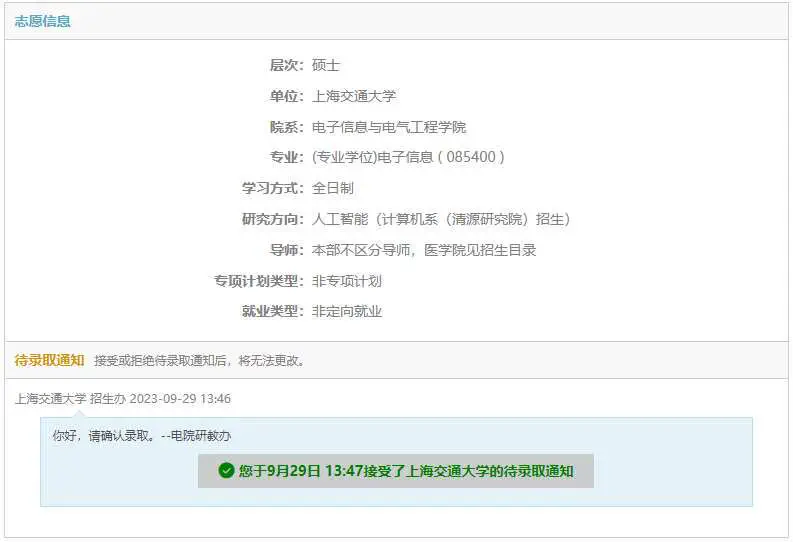 志愿信息
层次：硕士
单位：上海交通大学
院系：电子信息与电气工程学院
专业：(专业学位)电子信息 ( 085400 )
学习方式：全日制
研究方向：人工智能（计算机系（清源研究院）招生）
导师：本部不区分导师，医学院见招生目录
专项计划类型：非专项计划
就业类型：非定向就业
待录取通知 接受或拒绝待录取通知后，将无法更改。
上海交通大学 招生办 2023-09-29 13:46
你好，请确认录取。--电院研教办
您于9月29日 13:47接受了上海交通大学的待录取通知